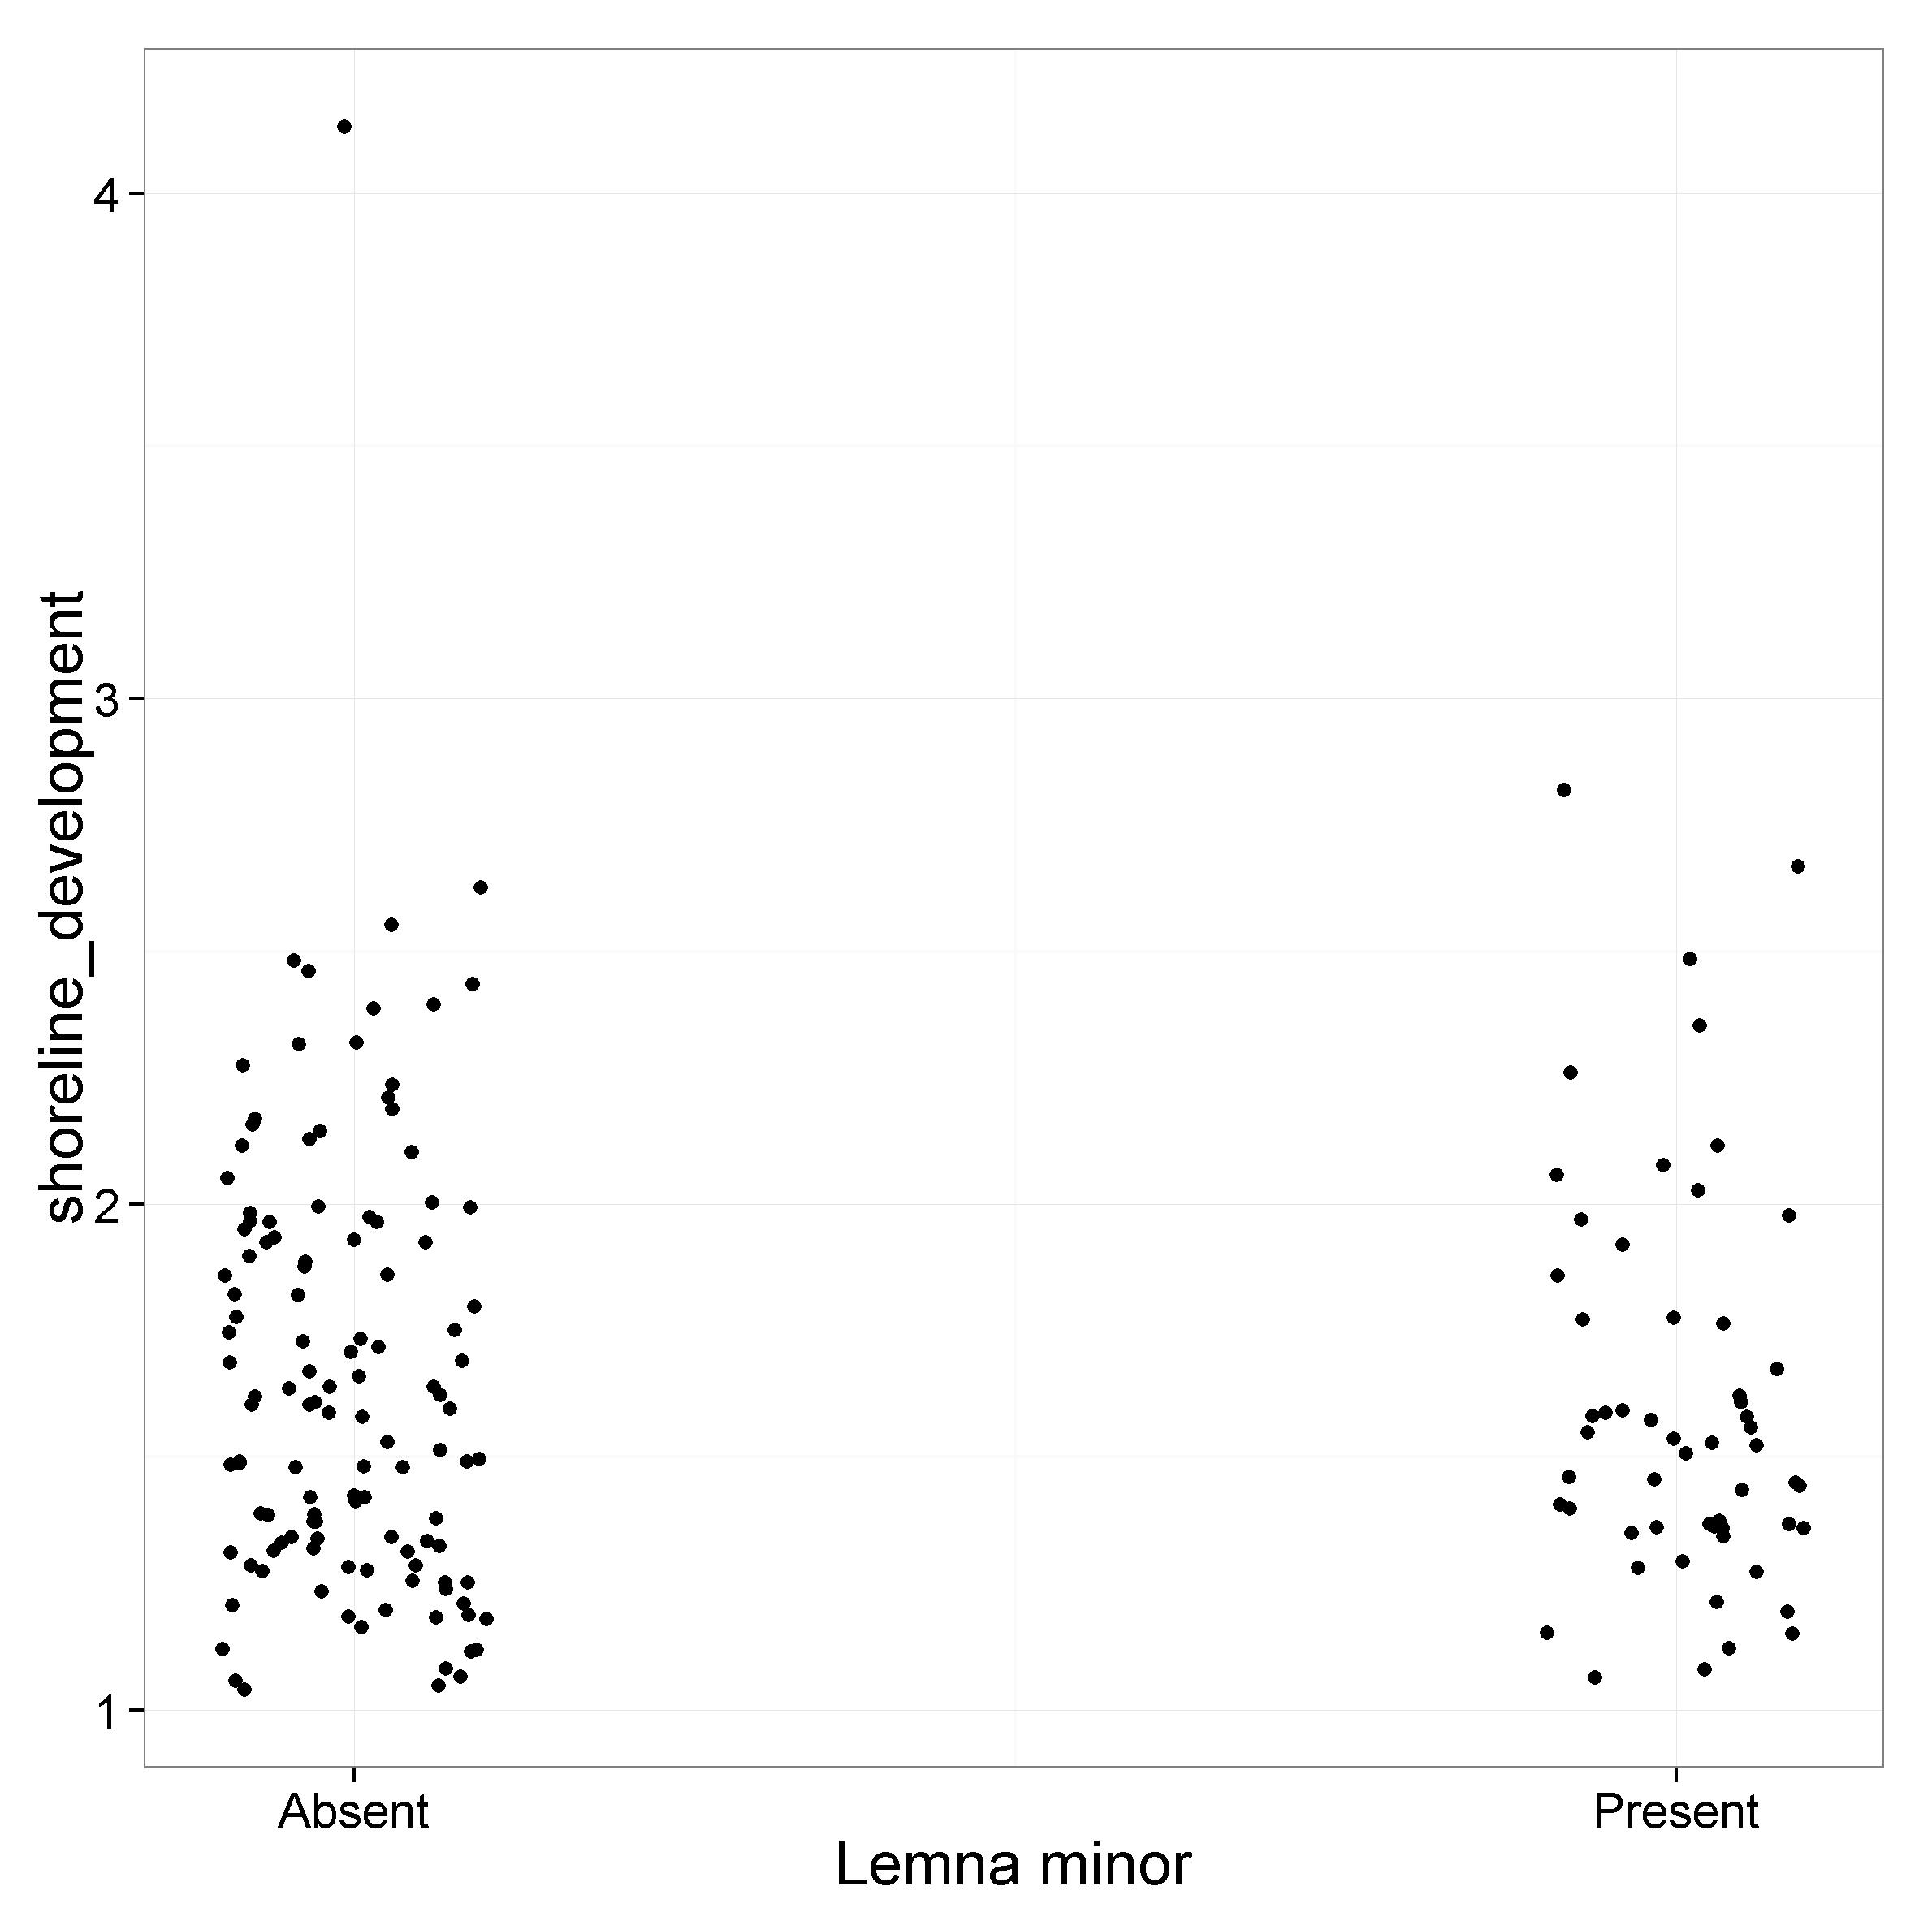 shoreline_development
4
3
2
1
Absent
Present
Lemna minor